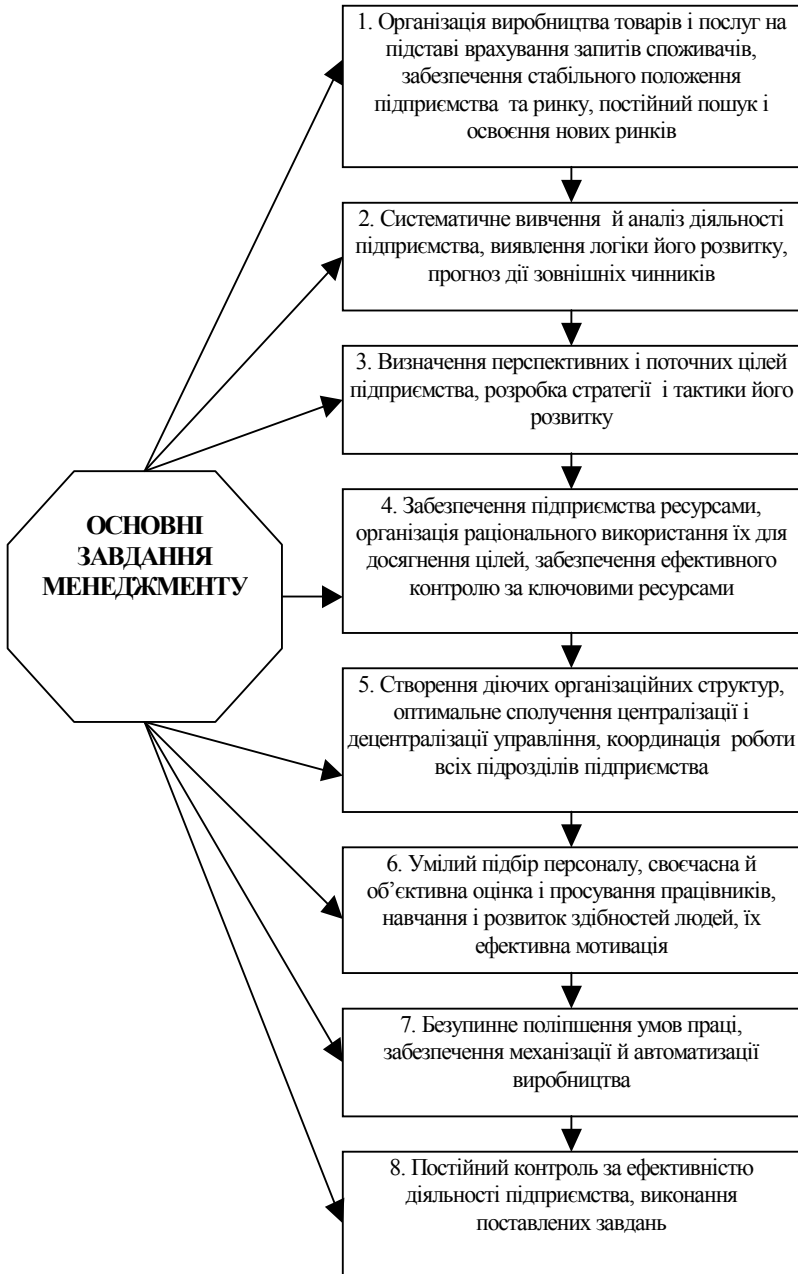 1. Організація виробництва товарів і послуг на
підставі врахування запитів споживачів,
забезпечення стабільного положення
підприємства та ринку, постійний пошук і
освоєння нових ринків
2. Систематичне вивчення й аналіз діяльності
підприємства, виявлення логіки його розвитку,
прогноз дії зовнішніх чинників
3. Визначення перспективних і поточних цілей
підприємства, розробка стратегії і тактики його
розвитку
ОСНОВНІ
ЗАВДАННЯ
МЕНЕДЖМЕНТУ
4. Забезпечення підприємства ресурсами,
організація раціонального використання їх для
досягнення цілей, забезпечення ефективного
контролю за ключовими ресурсами
5. Створення діючих організаційних структур,
оптимальне сполучення централізації і
децентралізації управління, координація роботи
всіх підрозділів підприємства
6. Умілий підбір персоналу, своєчасна й
об’єктивна оцінка і просування працівників,
навчання і розвиток здібностей людей, їх
ефективна мотивація
7. Безупинне поліпшення умов праці,
забезпечення механізації й автоматизації
виробництва
8. Постійний контроль за ефективністю
діяльності підприємства, виконання
поставлених завдань